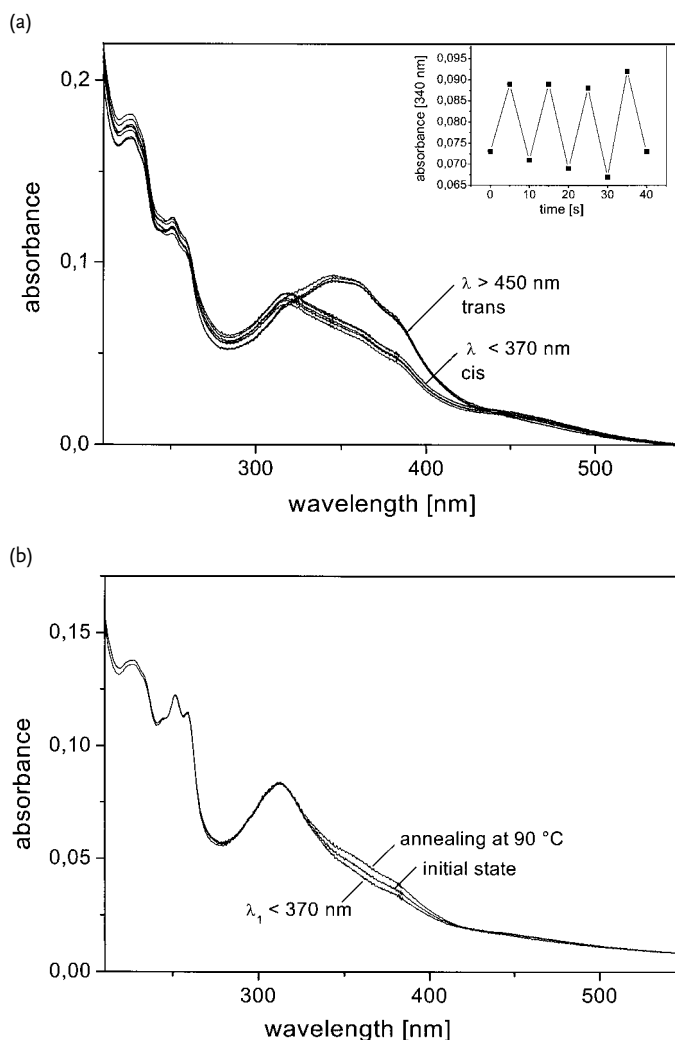 (a)
0,2
0,1
0,0
absorbance
300
400
500
wavelength [nm]
λ > 450 nm
trans
λ < 370 nm
cis
0,095
0,090
0,085
0,080
0,075
0,070
0,065
absorbance [340 nm]
0
10
20
30
40
time [s]
(b)
0,15
0,10
0,05
0,00
absorbance
300
400
500
wavelength [nm]
annealing at 90 °C
initial state
λ₁ < 370 nm